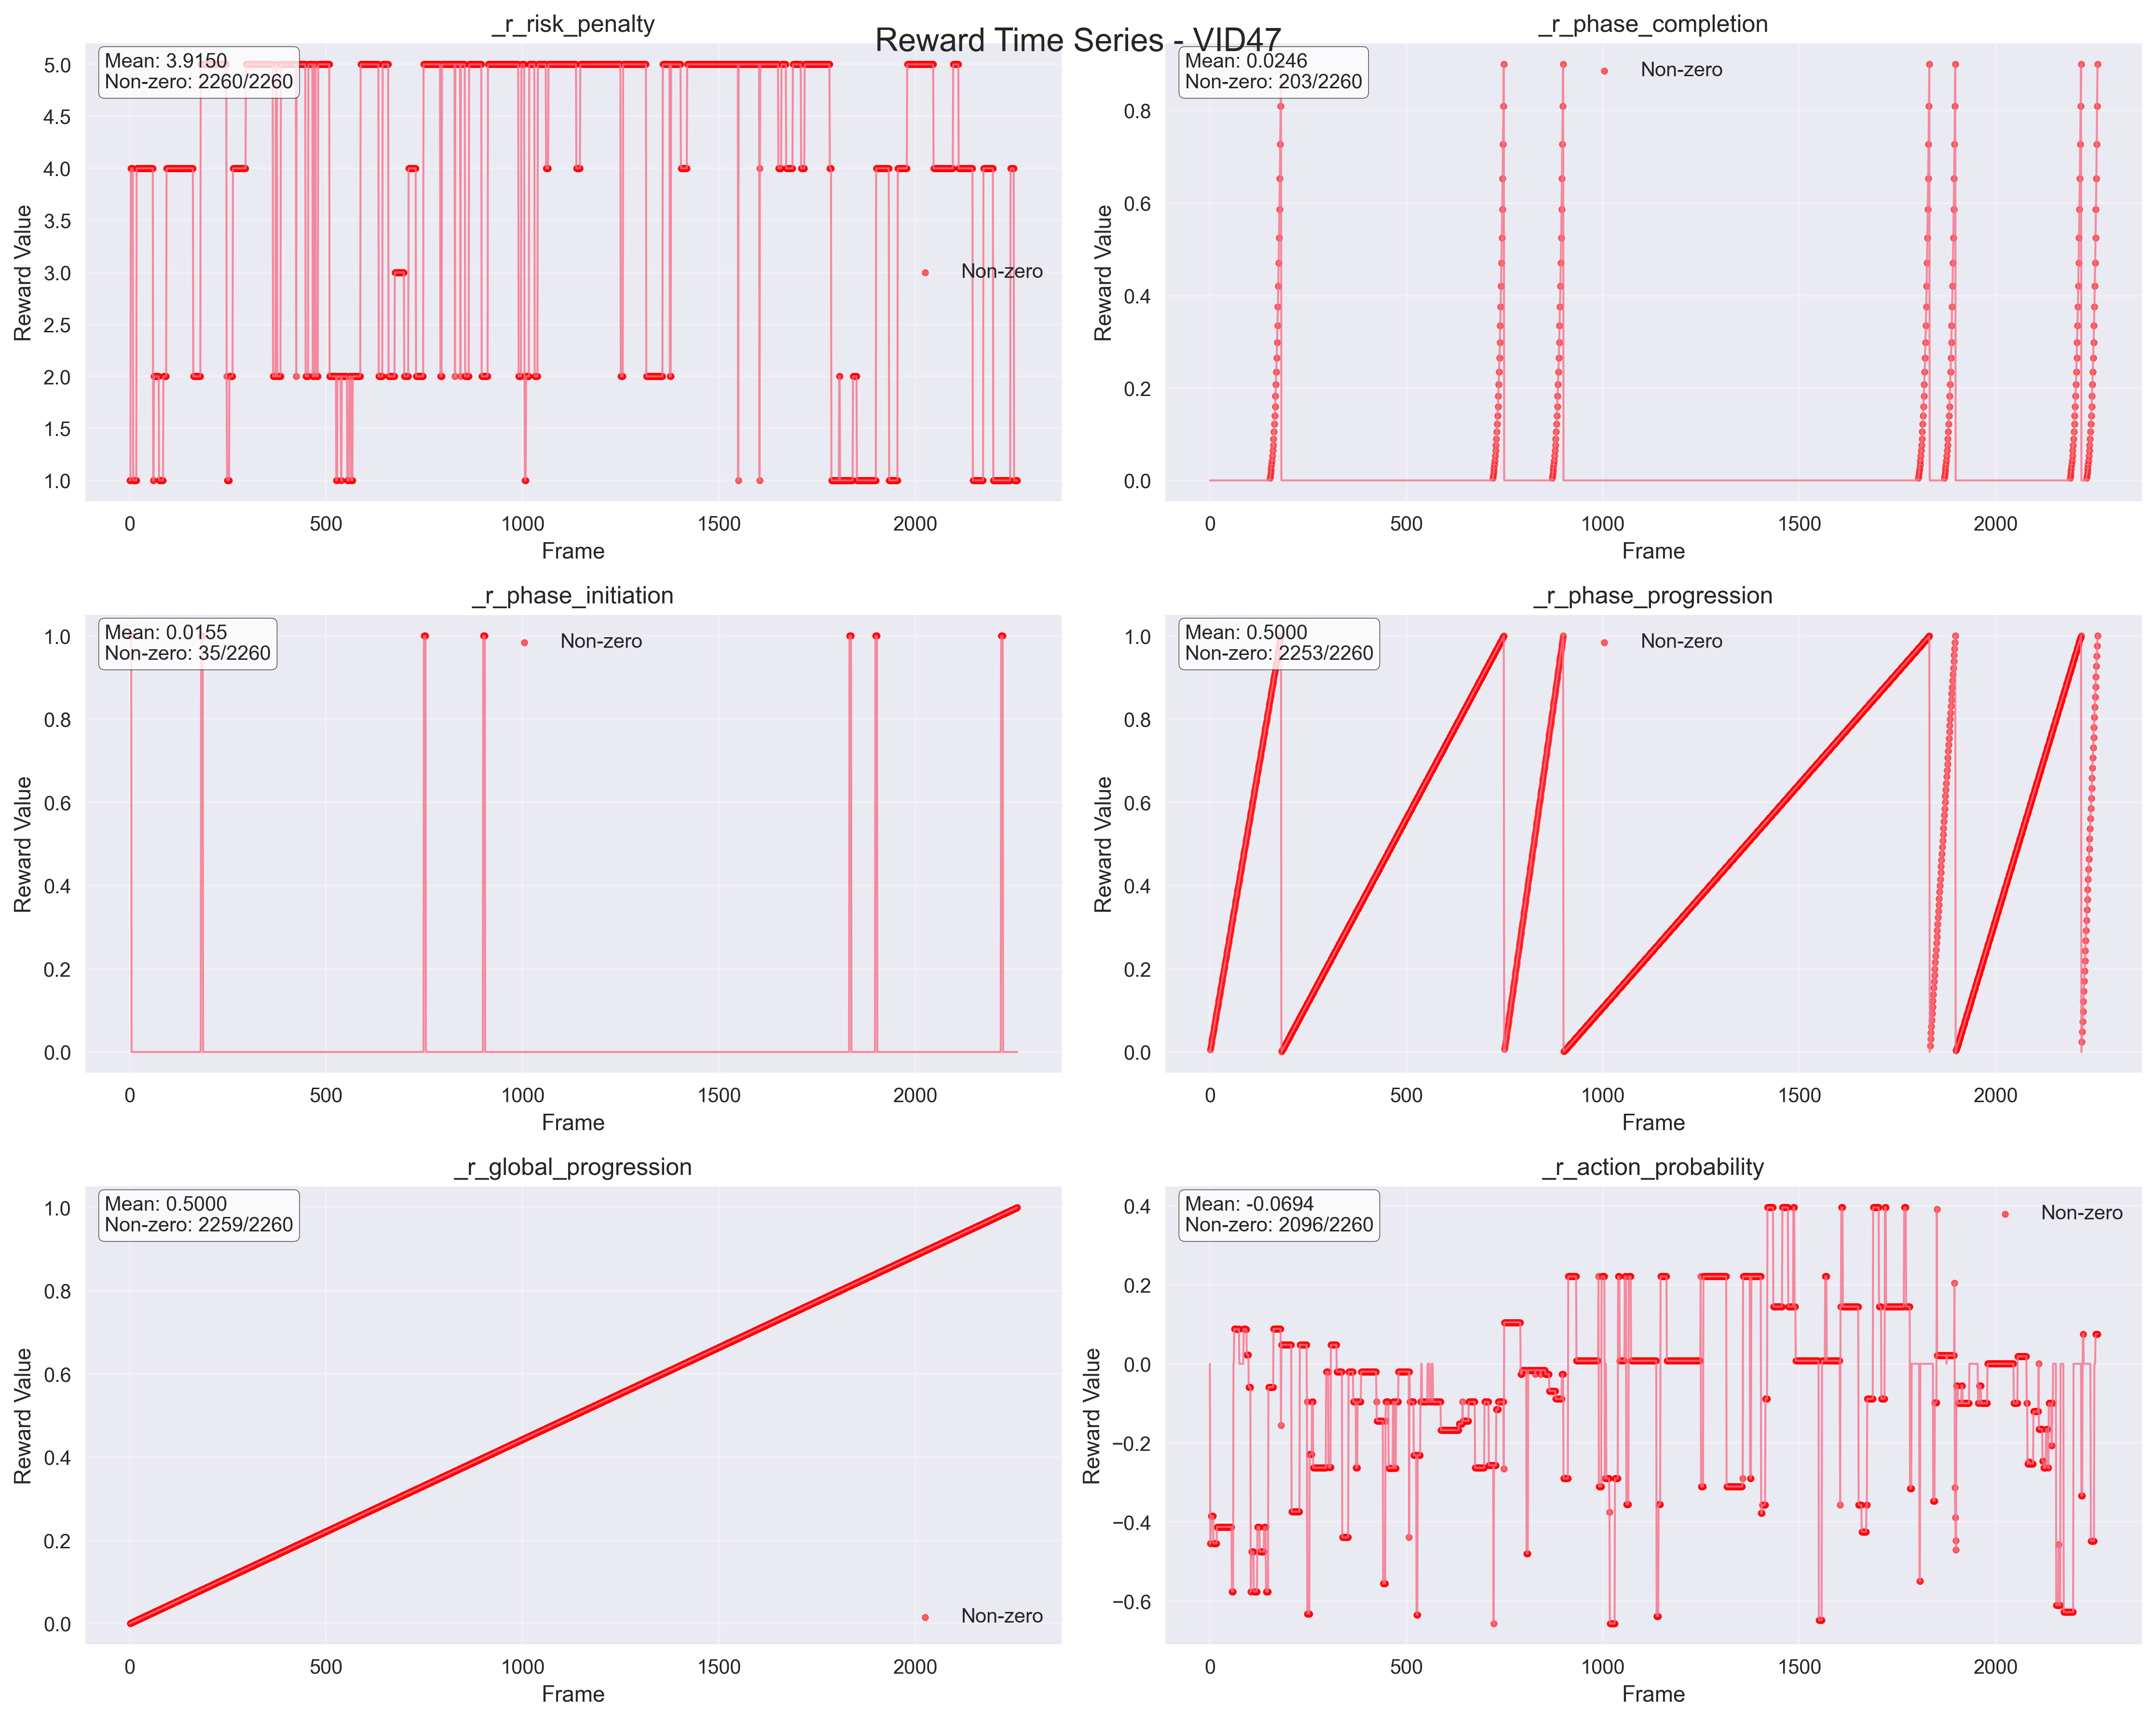 Reward Time Series - VID47
_r_risk_penalty
Mean: 3.9150
Non-zero: 2260/2260
Non-zero
Reward Value
5.0
4.5
4.0
3.5
3.0
2.5
2.0
1.5
1.0
0 500 1000 1500 2000
Frame
_r_phase_completion
Mean: 0.0246
Non-zero: 203/2260
Non-zero
Reward Value
0.8
0.6
0.4
0.2
0.0
0 500 1000 1500 2000
Frame
_r_phase_initiation
Mean: 0.0155
Non-zero: 35/2260
Non-zero
Reward Value
1.0
0.8
0.6
0.4
0.2
0.0
0 500 1000 1500 2000
Frame
_r_phase_progression
Mean: 0.5000
Non-zero: 2253/2260
Non-zero
Reward Value
1.0
0.8
0.6
0.4
0.2
0.0
0 500 1000 1500 2000
Frame
_r_global_progression
Mean: 0.5000
Non-zero: 2259/2260
Non-zero
Reward Value
1.0
0.8
0.6
0.4
0.2
0.0
0 500 1000 1500 2000
Frame
_r_action_probability
Mean: -0.0694
Non-zero: 2096/2260
Non-zero
Reward Value
0.4
0.2
0.0
−0.2
−0.4
−0.6
0 500 1000 1500 2000
Frame